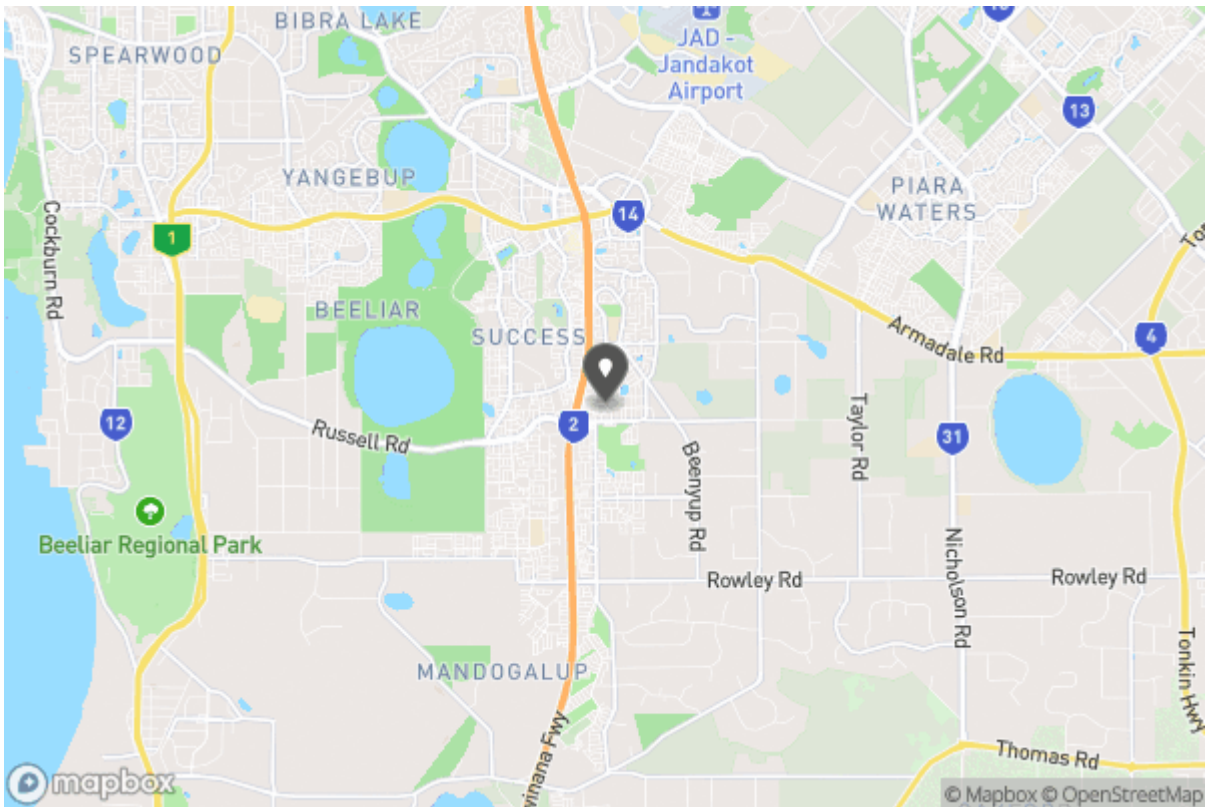 BIBRA LAKE
SPEARWOOD
JAD -
Jandakot
Airport
13
YANGEBUP
PIARA
WATERS
14
1
Cockburn Rd
BEELIAR
SUCCESS
Armadale Rd
4
12
Russell Rd
2
Taylor Rd
31
Beenyup Rd
Beeliar Regional Park
Nicholson Rd
Rowley Rd
Rowley Rd
MANDOGALUP
Tonkin Hwy
winana Fwy
Thomas Rd
mapbox
© Mapbox © OpenStreetMap